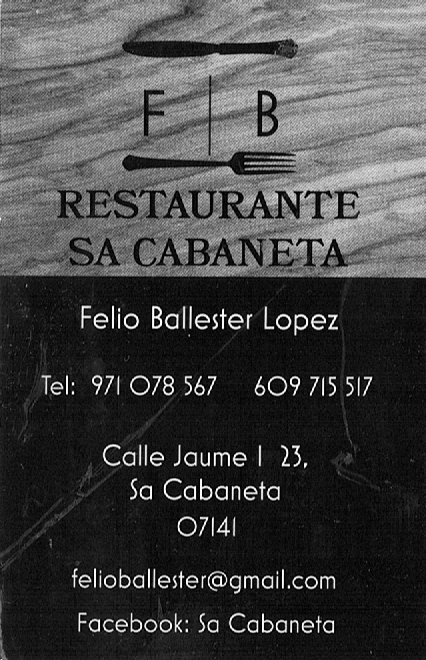 F | B
RESTAURANTE
SA CABANETA
Felio Ballester Lopez
Tel: 971 078 567 609 715 517
Calle Jaume I 23,
Sa Cabaneta
07141
felioballester@gmail.com
Facebook: Sa Cabaneta